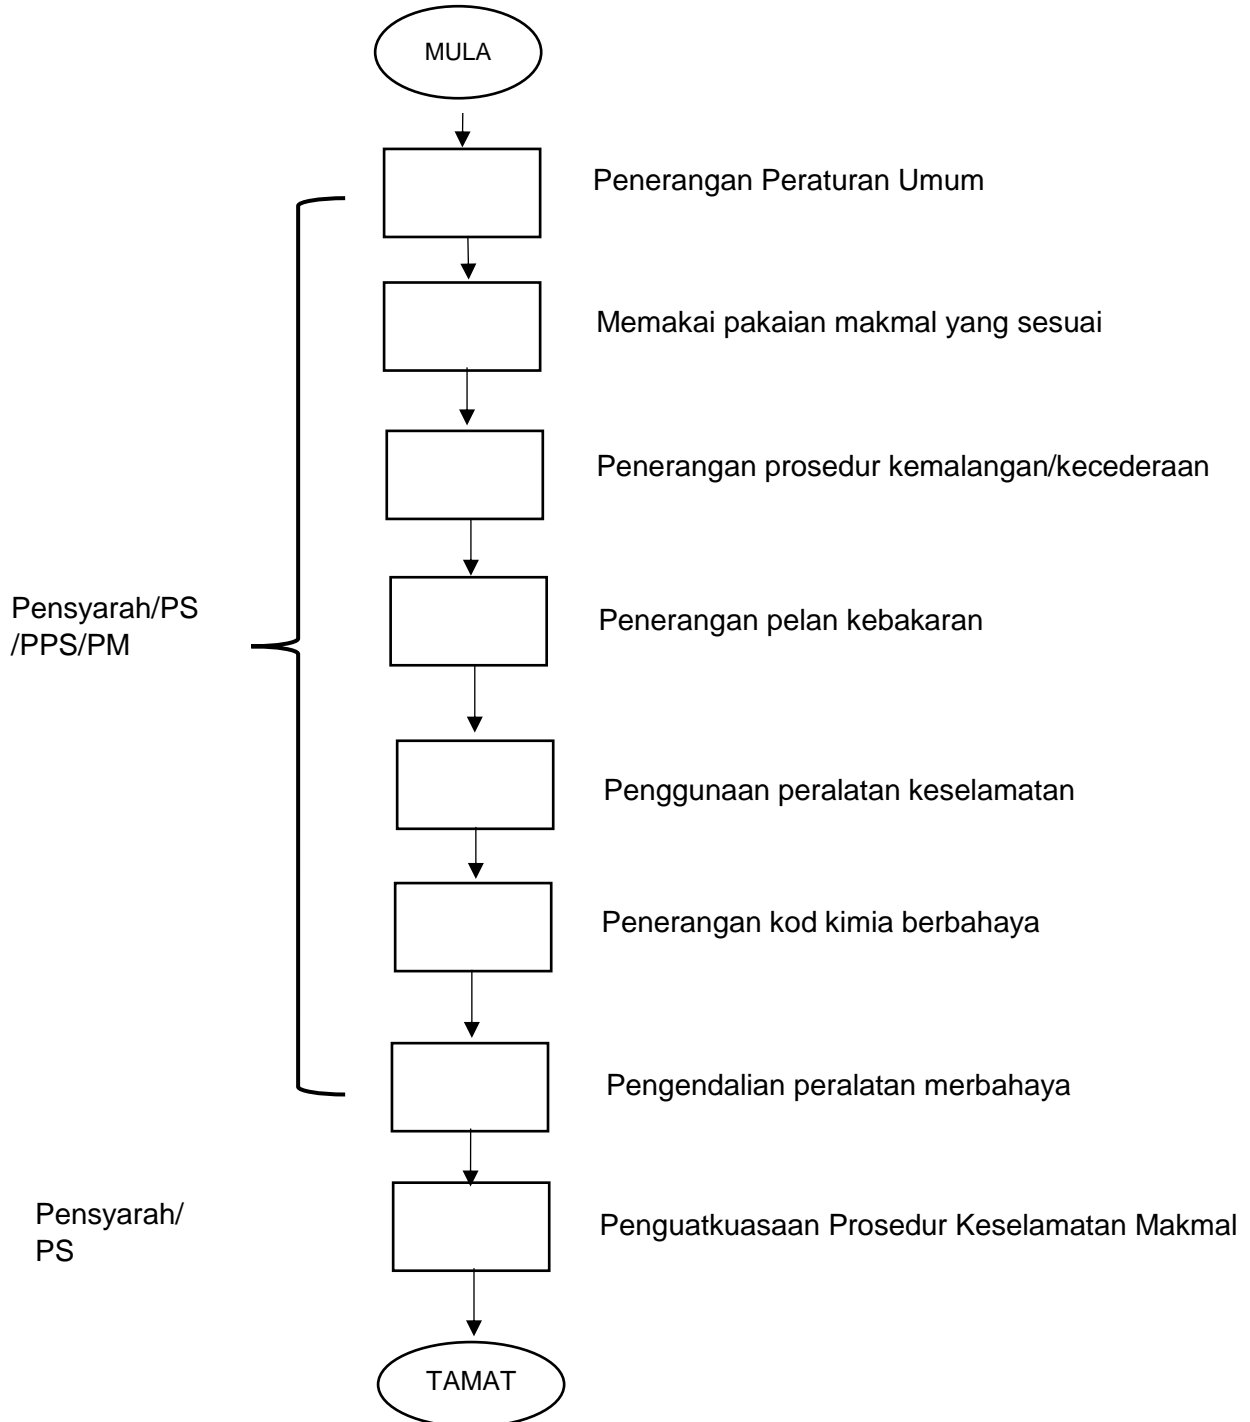 MULA
Penerangan Peraturan Umum
Memakai pakaian makmal yang sesuai
Penerangan prosedur kemalangan/kecederaan
Pensyarah/PS
/PPS/PM
Penerangan pelan kebakaran
Penggunaan peralatan keselamatan
Penerangan kod kimia berbahaya
Pengendalian peralatan merbahaya
Pensyarah/
PS
Penguatkuasaan Prosedur Keselamatan Makmal
TAMAT